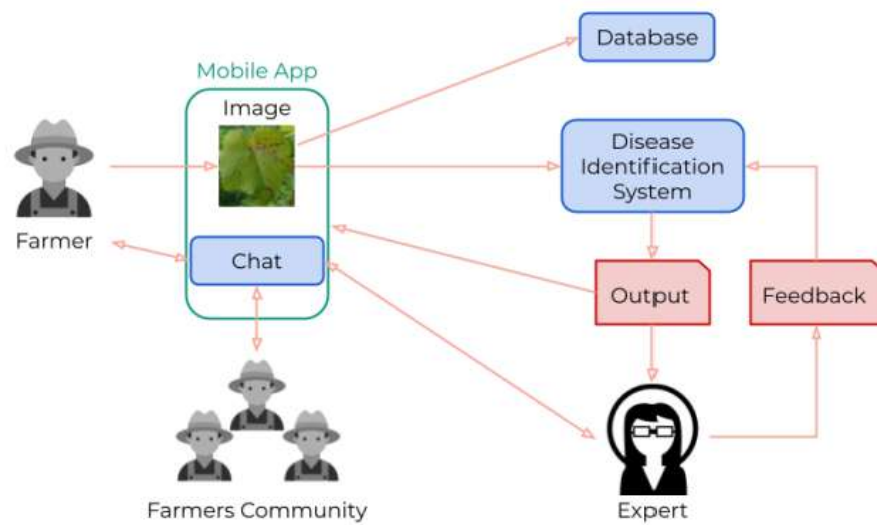 Database
Mobile App
Image
Disease
Identification
System
Farmer
Chat
Output
Feedback
Farmers Community
Expert